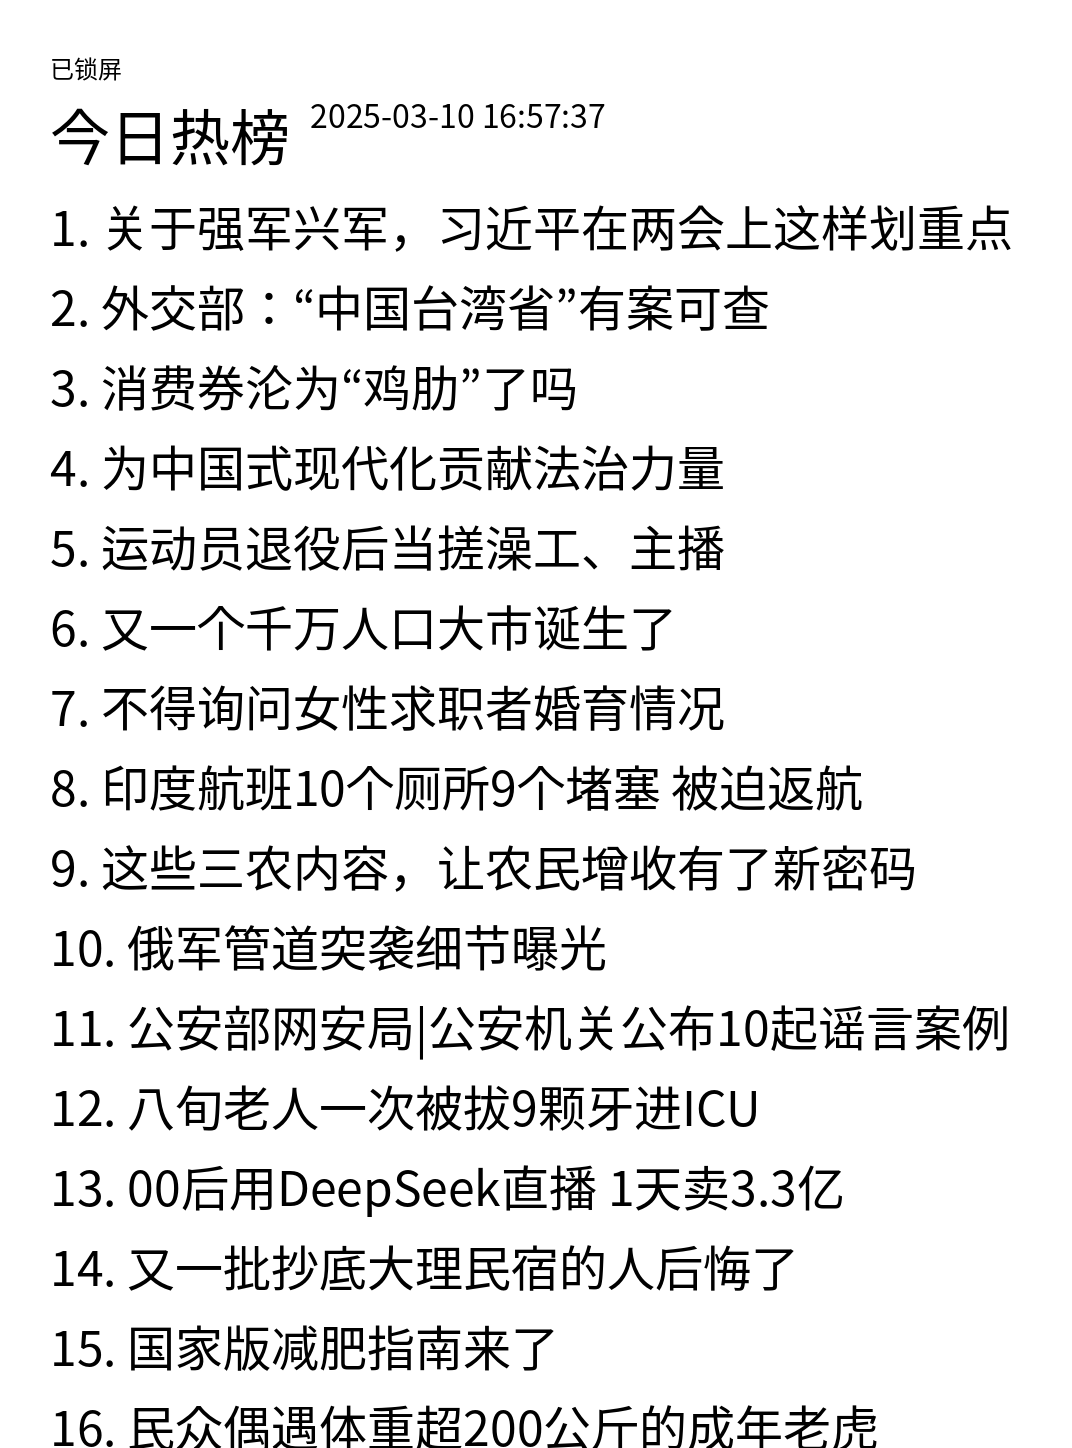 已锁屏
今日热榜 2025-03-10 16:57:37
1. 关于强军兴军，习近平在两会上这样划重点
2. 外交部：“中国台湾省”有案可查
3. 消费券沦为“鸡肋”了吗
4. 为中国式现代化贡献法治力量
5. 运动员退役后当搓澡工、主播
6. 又一个千万人口大市诞生了
7. 不得询问女性求职者婚育情况
8. 印度航班10个厕所9个堵塞 被迫返航
9. 这些三农内容，让农民增收有了新密码
10. 俄军管道突袭细节曝光
11. 公安部网安局|公安机关公布10起谣言案例
12. 八旬老人一次被拔9颗牙进ICU
13. 00后用DeepSeek直播 1天卖3.3亿
14. 又一批抄底大理民宿的人后悔了
15. 国家版减肥指南来了
16. 民众偶遇体重超200公斤的成年老虎